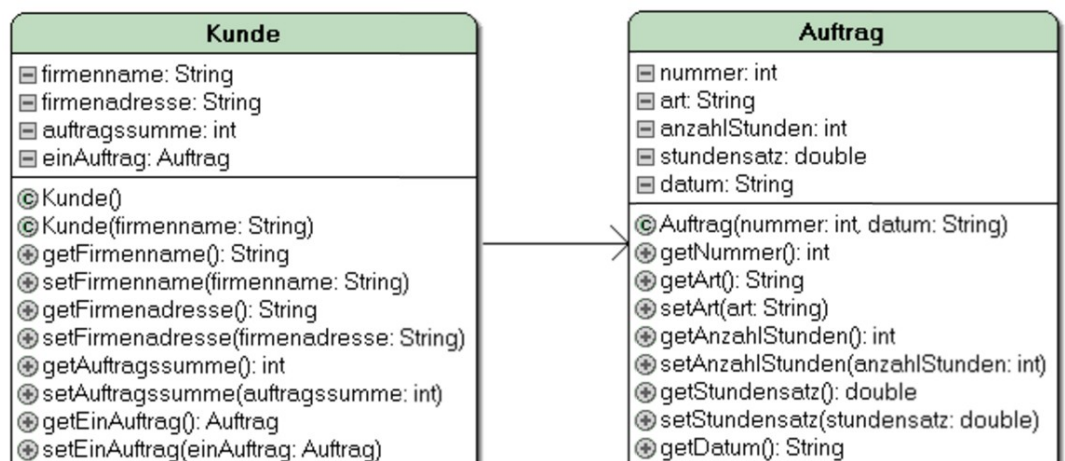 Kunde
firmenname: String
firmenadresse: String
auftragssumme: int
einAuftrag: Auftrag
Kunde()
Kunde(firmenname: String)
getFirmenname(): String
setFirmenname(firmenname: String)
getFirmenadresse(): String
setFirmenadresse(firmenadresse: String)
getAuftragssumme(): int
setAuftragssumme(auftragssumme: int)
getEinAuftrag(): Auftrag
setEinAuftrag(einAuftrag: Auftrag)
Auftrag
nummer: int
art: String
anzahlStunden: int
stundensatz: double
datum: String
Auftrag(nummer: int, datum: String)
getNummer(): int
getArt(): String
setArt(art: String)
getAnzahlStunden(): int
setAnzahlStunden(anzahlStunden: int)
getStundensatz(): double
setStundensatz(stundensatz: double)
getDatum(): String